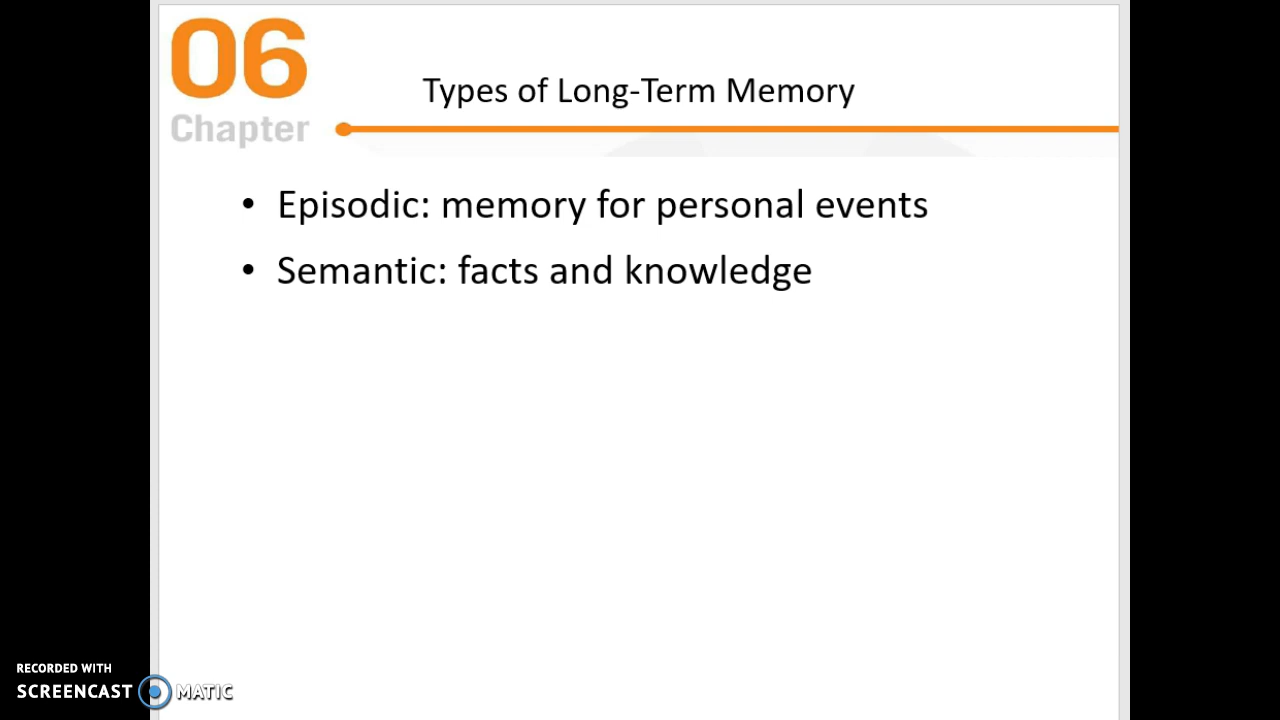 06
Chapter
Types of Long-Term Memory
• Episodic: memory for personal events
• Semantic: facts and knowledge
RECORDED WITH
SCREENCAST MATIC